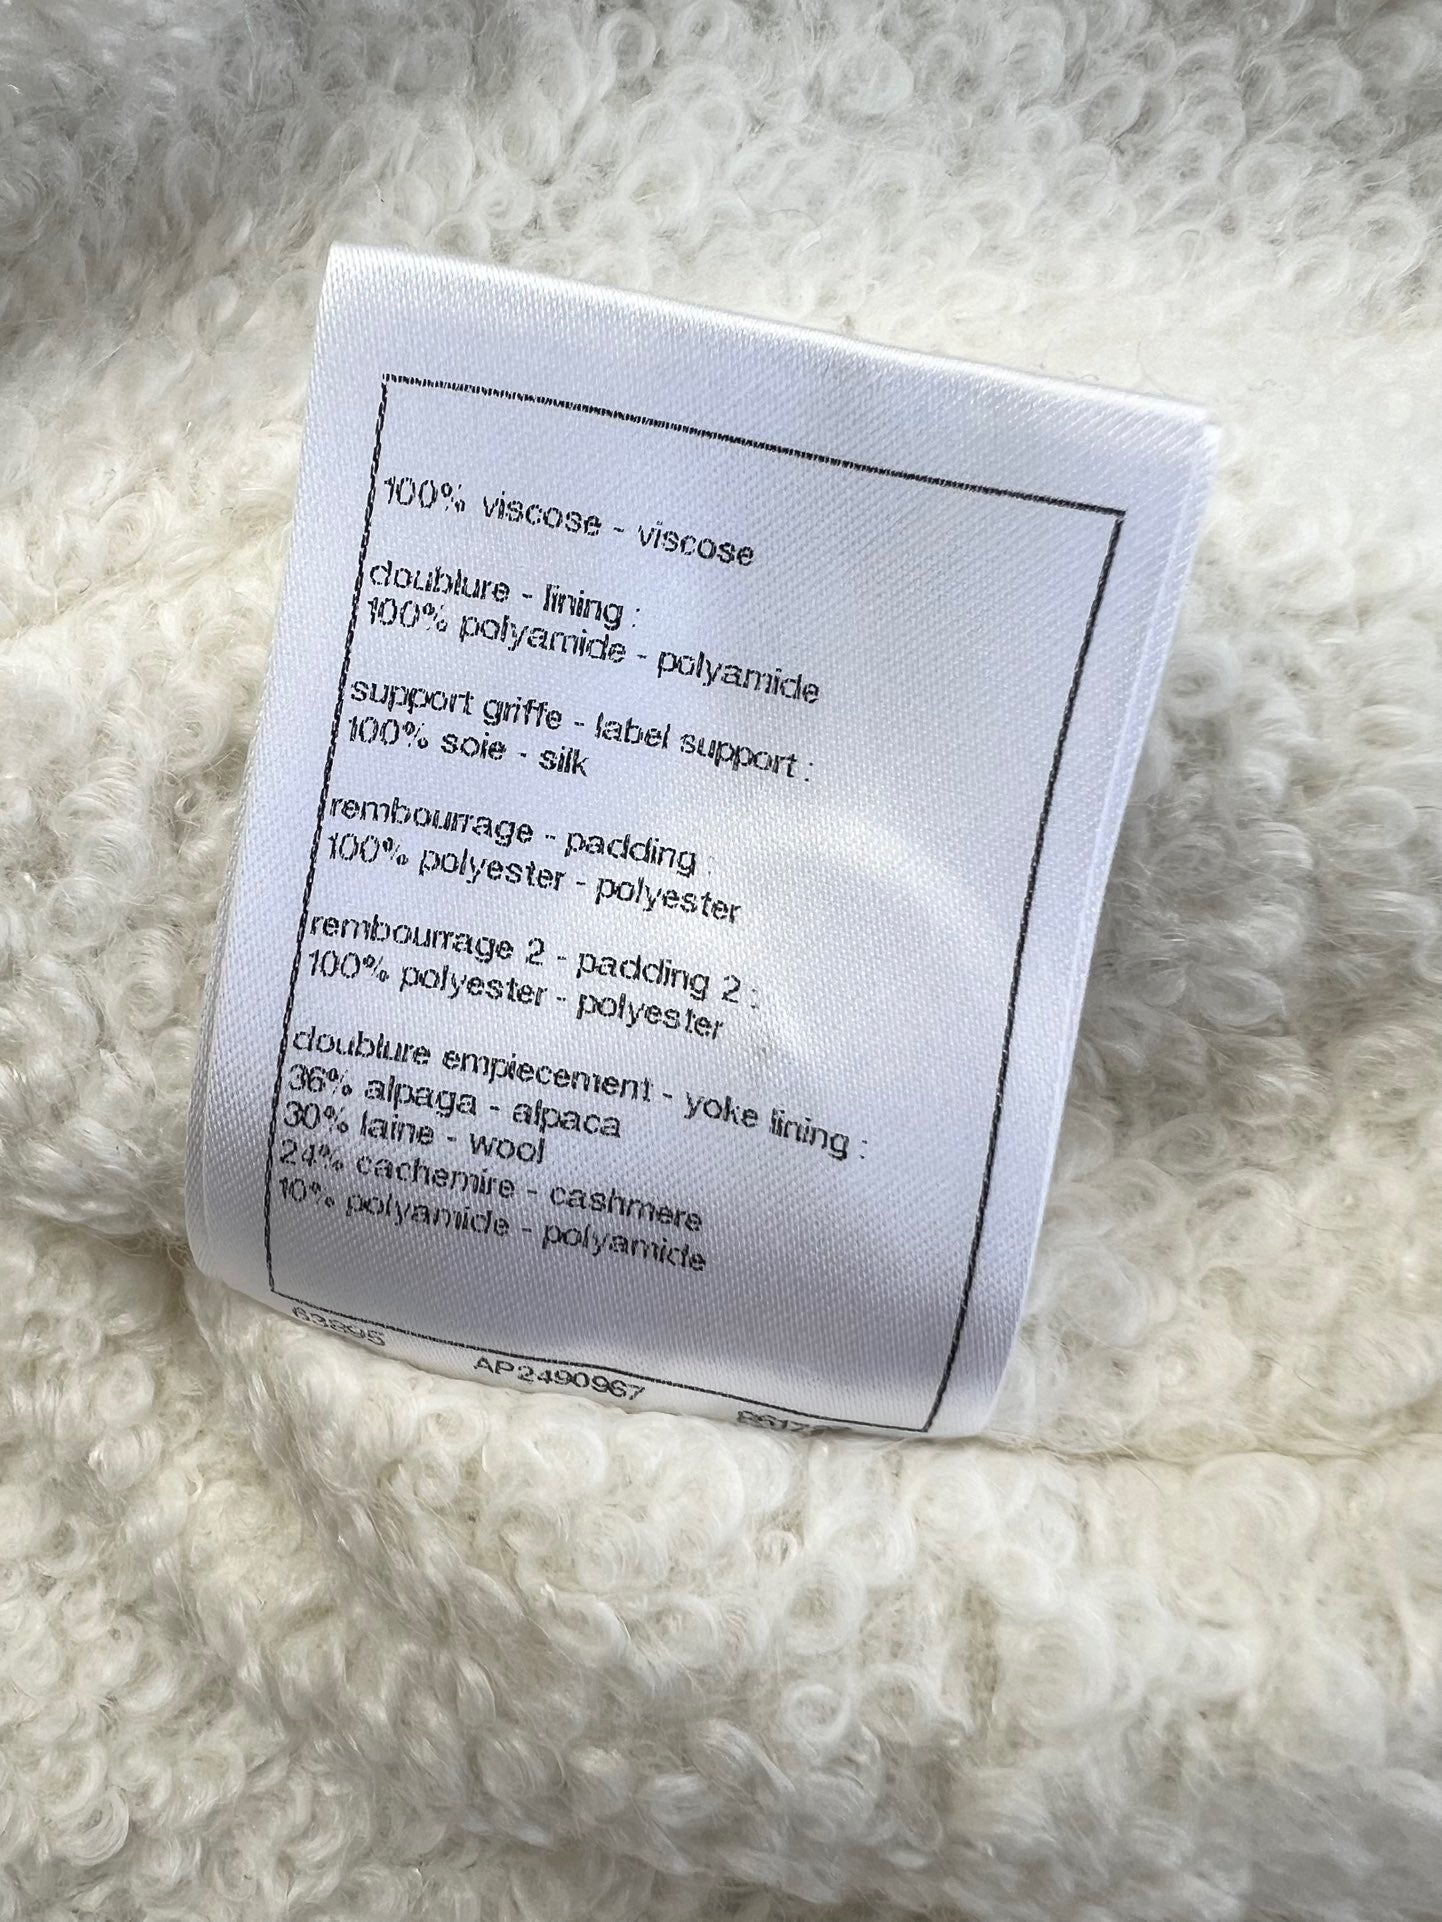 100% viscose - viscose
doublure - lining :
100% polyamide - polyamide
support griffe - label support :
100% soie - silk
rembourrage - padding :
100% polyester - polyester
rembourrage 2 - padding 2 :
100% polyester - polyester
doublure empiecement - yoke lining :
36% alpaga - alpaca
30% laine - wool
24% cachemire - cashmere
10% polyamide - polyamide
63895
AP2490967